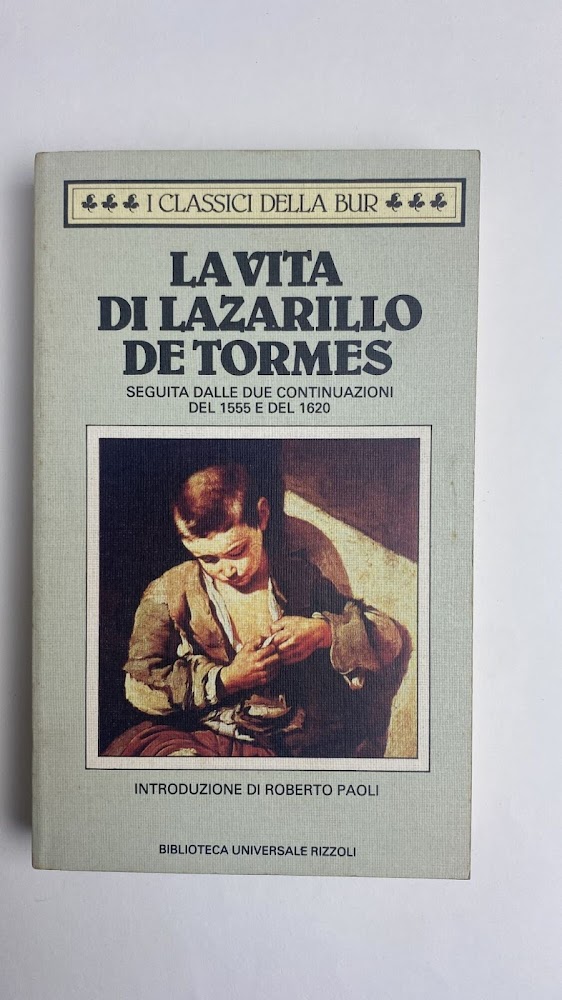 I CLASSICI DELLA BUR
LA VITA
DI LAZARILLO
DE TORMES
SEGUITA DALLE DUE CONTINUAZIONI
DEL 1555 E DEL 1620
INTRODUZIONE DI ROBERTO PAOLI
BIBLIOTECA UNIVERSALE RIZZOLI